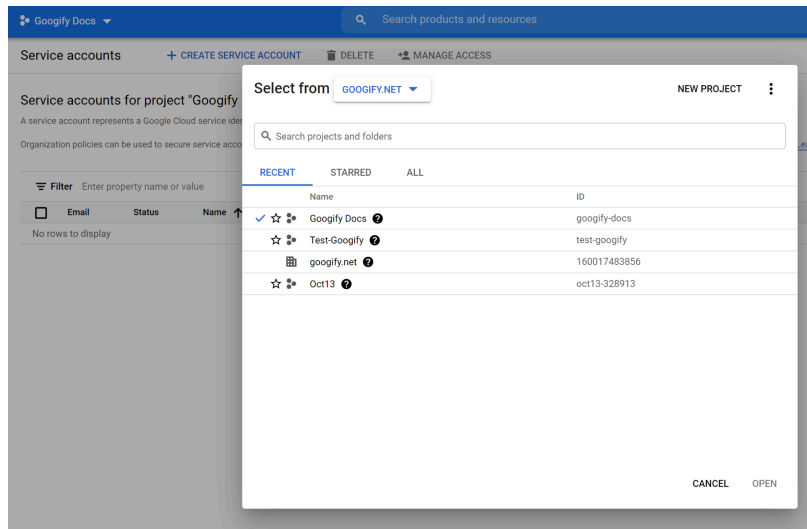 Googify Docs
Search products and resources
Service accounts
+ CREATE SERVICE ACCOUNT
DELETE
MANAGE ACCESS
Service accounts for project "Googify
A service account represents a Google Cloud service
Organization policies can be used to secure service
Filter Enter property name or value
Email Status Name
No rows to display
Select from GOOGIFY.NET
NEW PROJECT
Search projects and folders
RECENT STARRED ALL
Name ID
Googify Docs googify-docs
Test-Googify test-googify
googify.net 160017483856
Oct13 oct13-328913
CANCEL OPEN